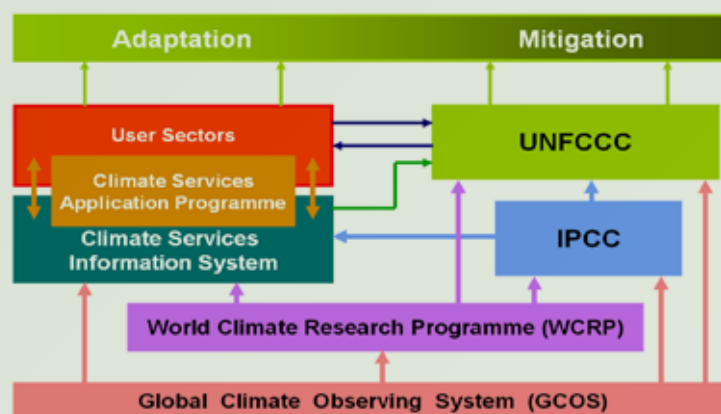 Adaptation Mitigation
User Sectors
UNFCCC
Climate Services
Application Programme
Climate Services
Information System
IPCC
World Climate Research Programme (WCRP)
Global Climate Observing System (GCOS)